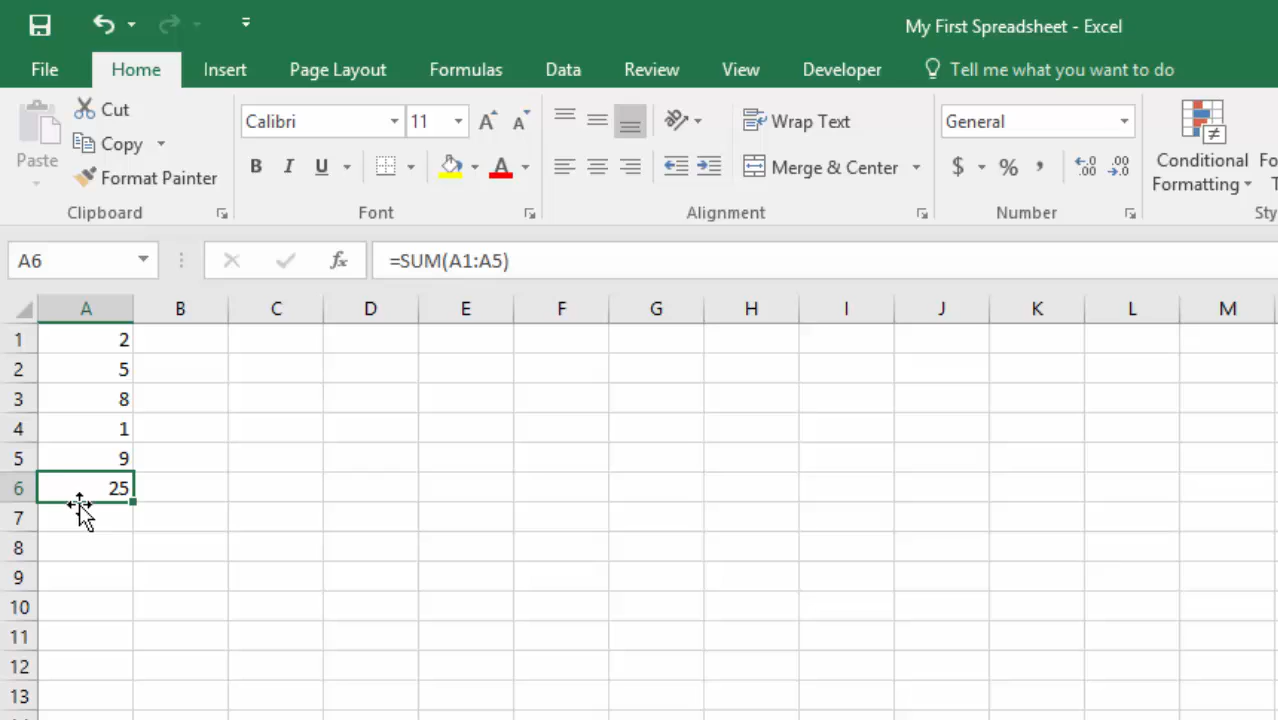 My First Spreadsheet - Excel
File Home Insert Page Layout Formulas Data Review View Developer Tell me what you want to do
Paste Cut Copy Format Painter
Calibri 11
B I U A
Wrap Text
Merge & Center
General
$ % , .00 .00
Conditional Formatting
Clipboard Font Alignment Number
A6 fx =SUM(A1:A5)
A B C D E F G H I J K L M
1 2
2 5
3 8
4 1
5 9
6 25
7
8
9
10
11
12
13